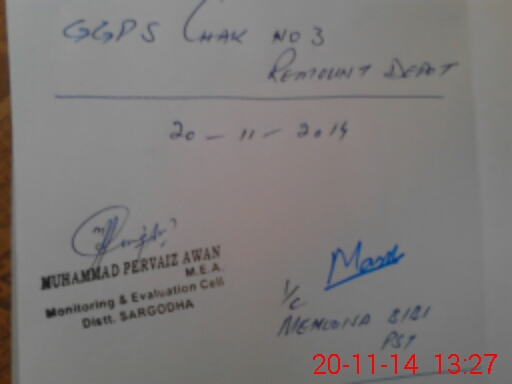 GGPS CHAK NO 3
REMOUNT DEPOT
20 - 11 - 2014
MUHAMMAD PERVAIZ AWAN
M.E.A.
Monitoring & Evaluation Cell
Distt. SARGODHA
I/C
BIBI
PST
20-11-14 13:27